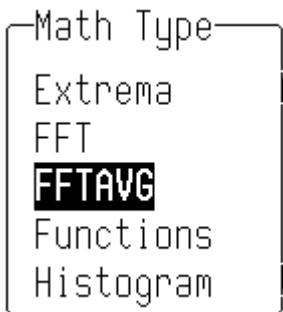 Math Type
Extrema
FFT
FFTAVG
Functions
Histogram